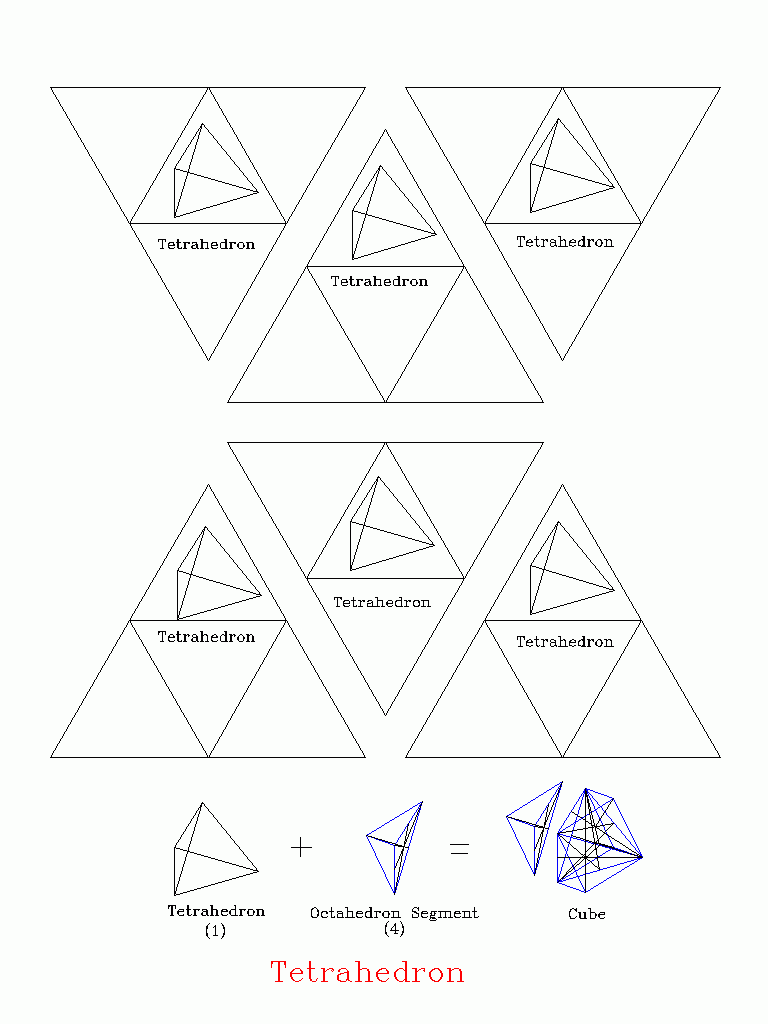 Tetrahedron
Tetrahedron
Tetrahedron
Tetrahedron
Tetrahedron
Tetrahedron
+
=
Tetrahedron
(1)
Octahedron Segment
(4)
Cube
Tetrahedron